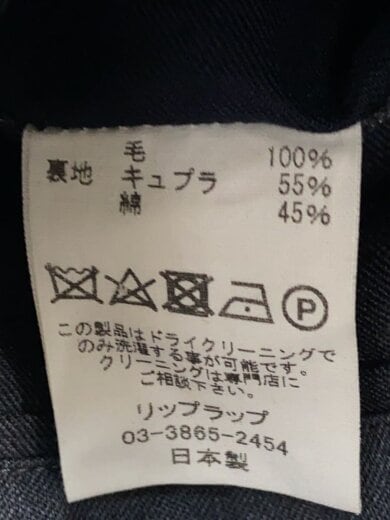 毛 100%
裏地 キュプラ 55%
綿 45%
P
この製品はドライクリーニングで
のみ洗濯する事が可能です。
クリーニングは専門店に
ご相談下さい。
リップラップ
03-3865-2454
日本製